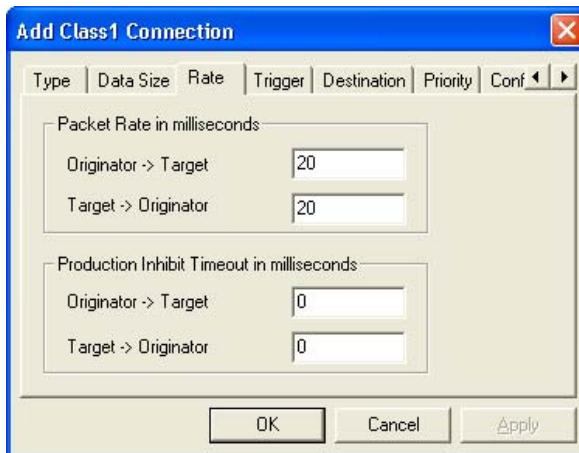 Add Class1 Connection
Type Data Size Rate Trigger Destination Priority Conf
Packet Rate in milliseconds
Originator -> Target 20
Target -> Originator 20
Production Inhibit Timeout in milliseconds
Originator -> Target 0
Target -> Originator 0
OK Cancel Apply